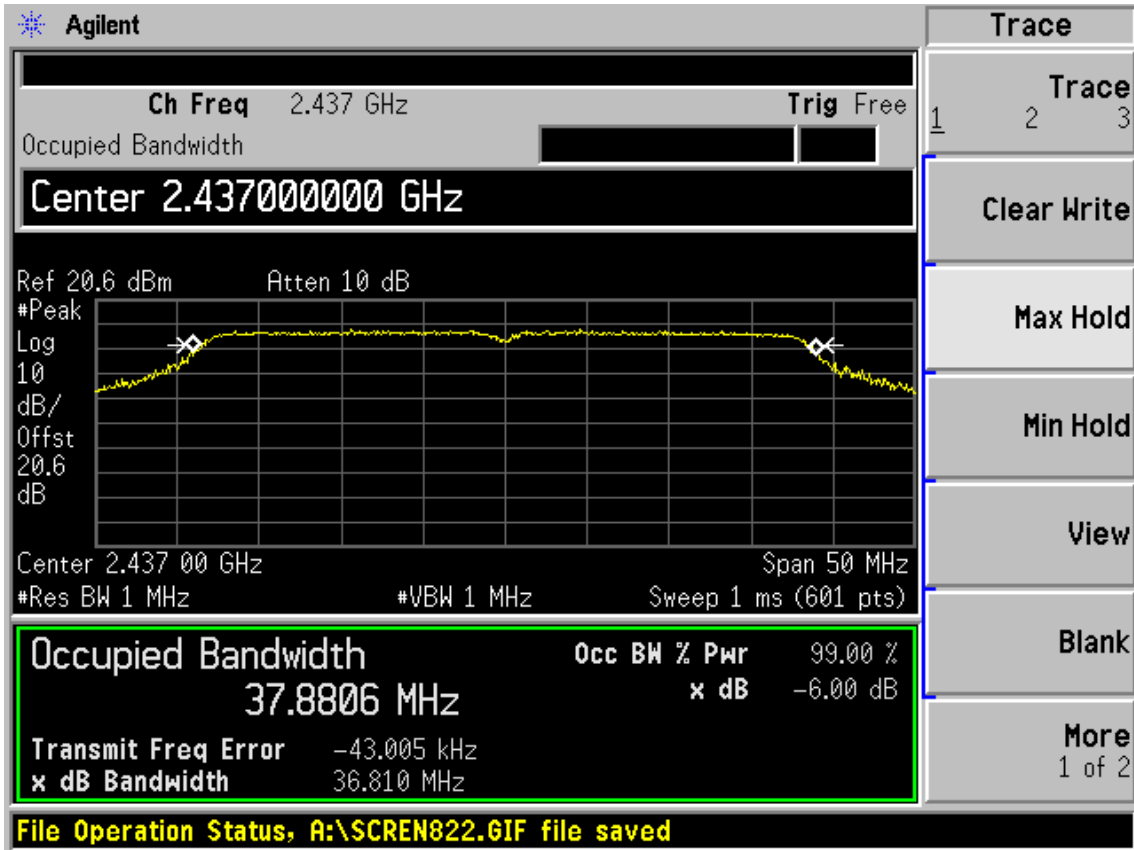 Agilent
Trace
Ch Freq 2.437 GHz Trig Free
Occupied Bandwidth
Center 2.437000000 GHz
Ref 20.6 dBm Atten 10 dB
#Peak
Log
10
dB/
Offst
20.6
dB
Center 2.437 00 GHz Span 50 MHz
#Res BW 1 MHz #VBW 1 MHz Sweep 1 ms (601 pts)
Occupied Bandwidth Occ BW % Pwr 99.00 %
37.8806 MHz x dB -6.00 dB
Transmit Freq Error -43.005 kHz
x dB Bandwidth 36.810 MHz
File Operation Status, A:\SCREN822.GIF file saved
Trace
1 2 3
Clear Write
Max Hold
Min Hold
View
Blank
More
1 of 2